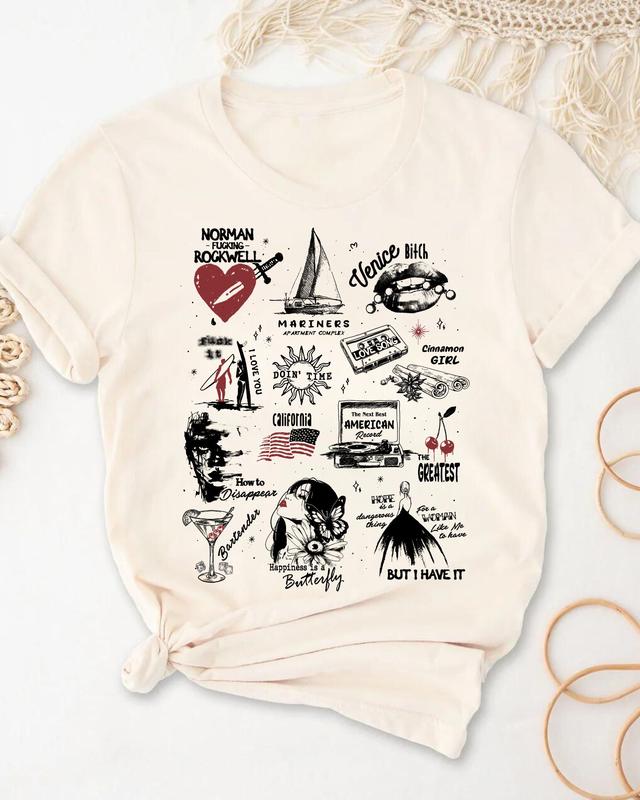 NORMAN
- FUCKING -
ROCKWELL
MARINERS
APARTMENT COMPLEX
Venice Bitch
fuck
it
I LOVE YOU
DOIN' TIME
LOVE SONG
Cinnamon
GIRL
How to
Disappear
California
The Next Best
AMERICAN
Record
THE
GREATEST
Bartender
Happiness is a
Butterfly
HOPE
is a
dangerous
thing
For a
WOMAN
Like Me
to have
BUT I HAVE IT